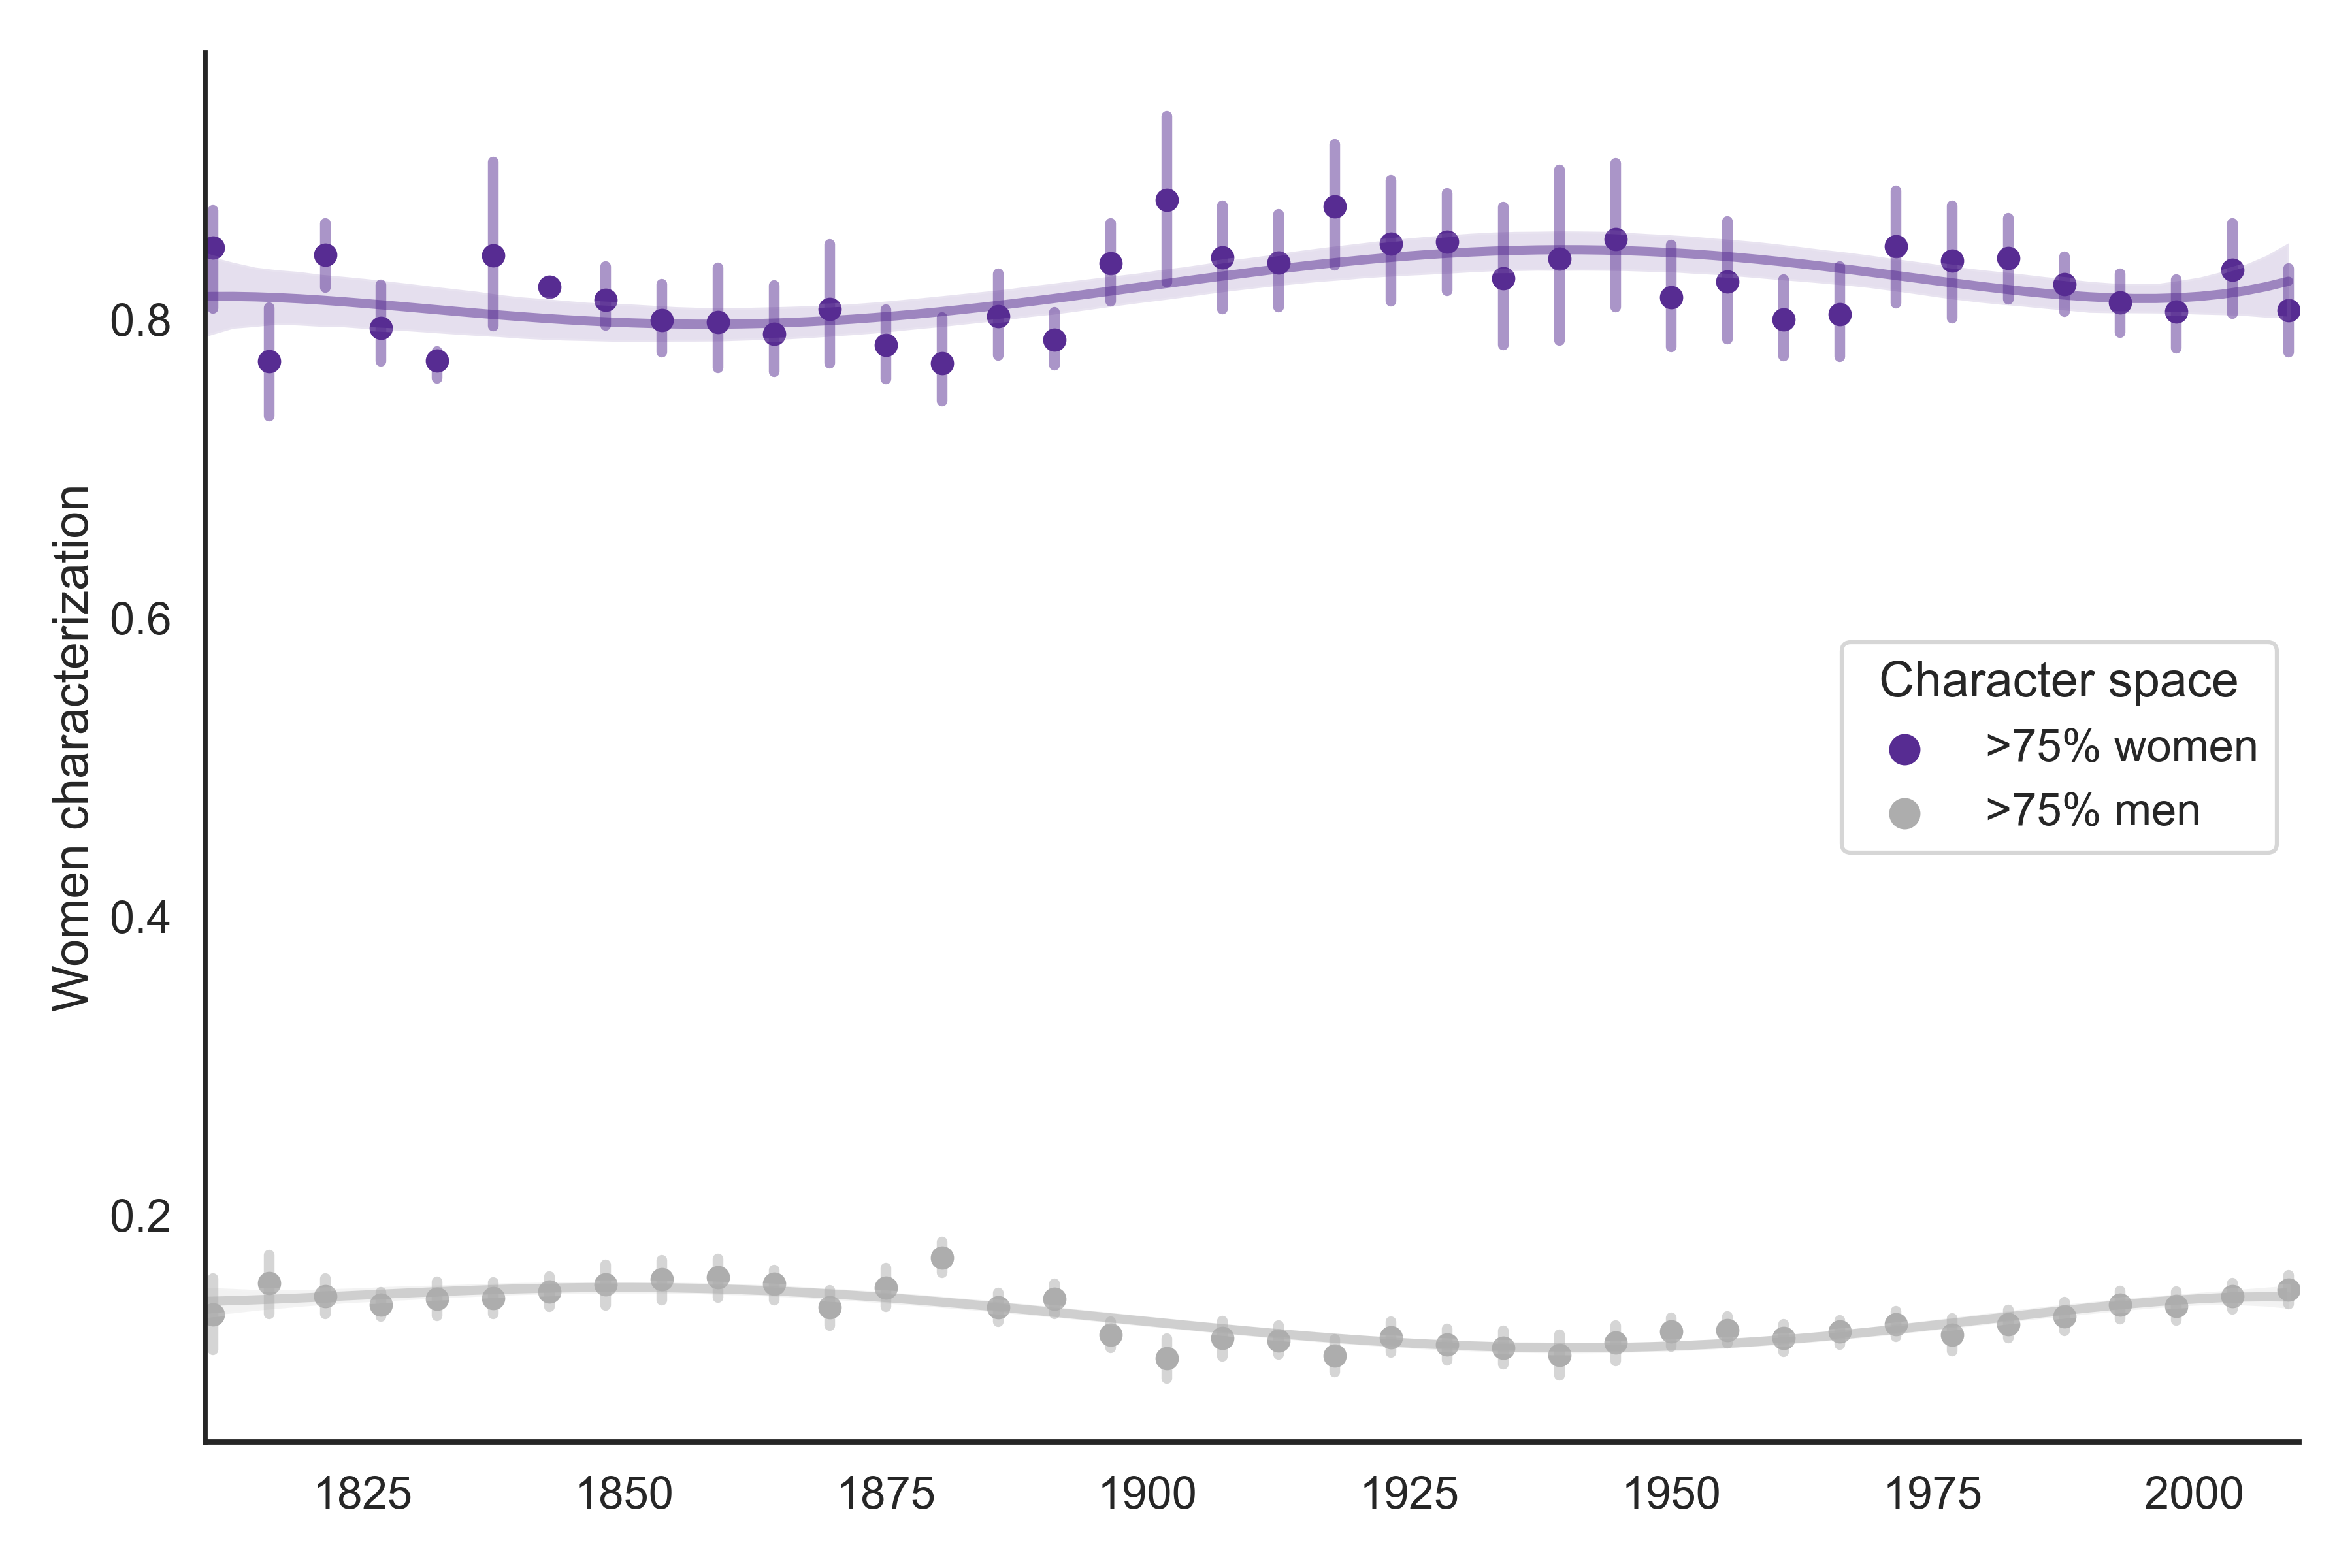 Women characterization
0.8
0.6
0.4
0.2
Character space
>75% women
>75% men
1825 1850 1875 1900 1925 1950 1975 2000